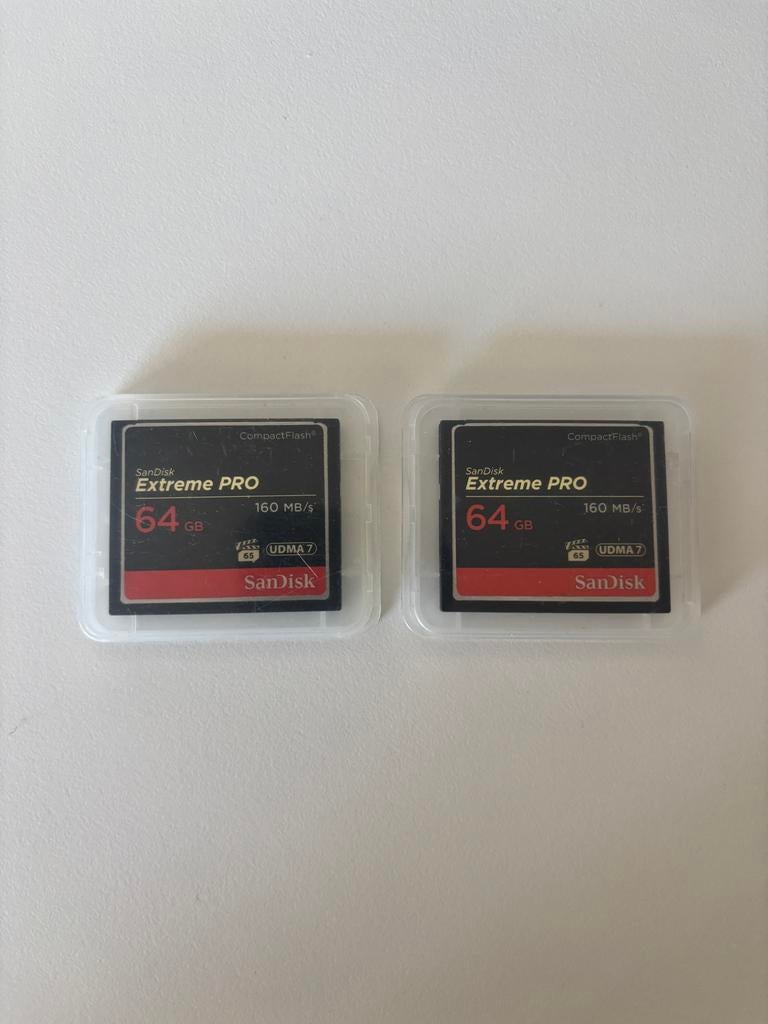 CompactFlash®
SanDisk
Extreme PRO
64 GB 160 MB/s
65 UDMA 7
SanDisk
CompactFlash®
SanDisk
Extreme PRO
64 GB 160 MB/s
65 UDMA 7
SanDisk